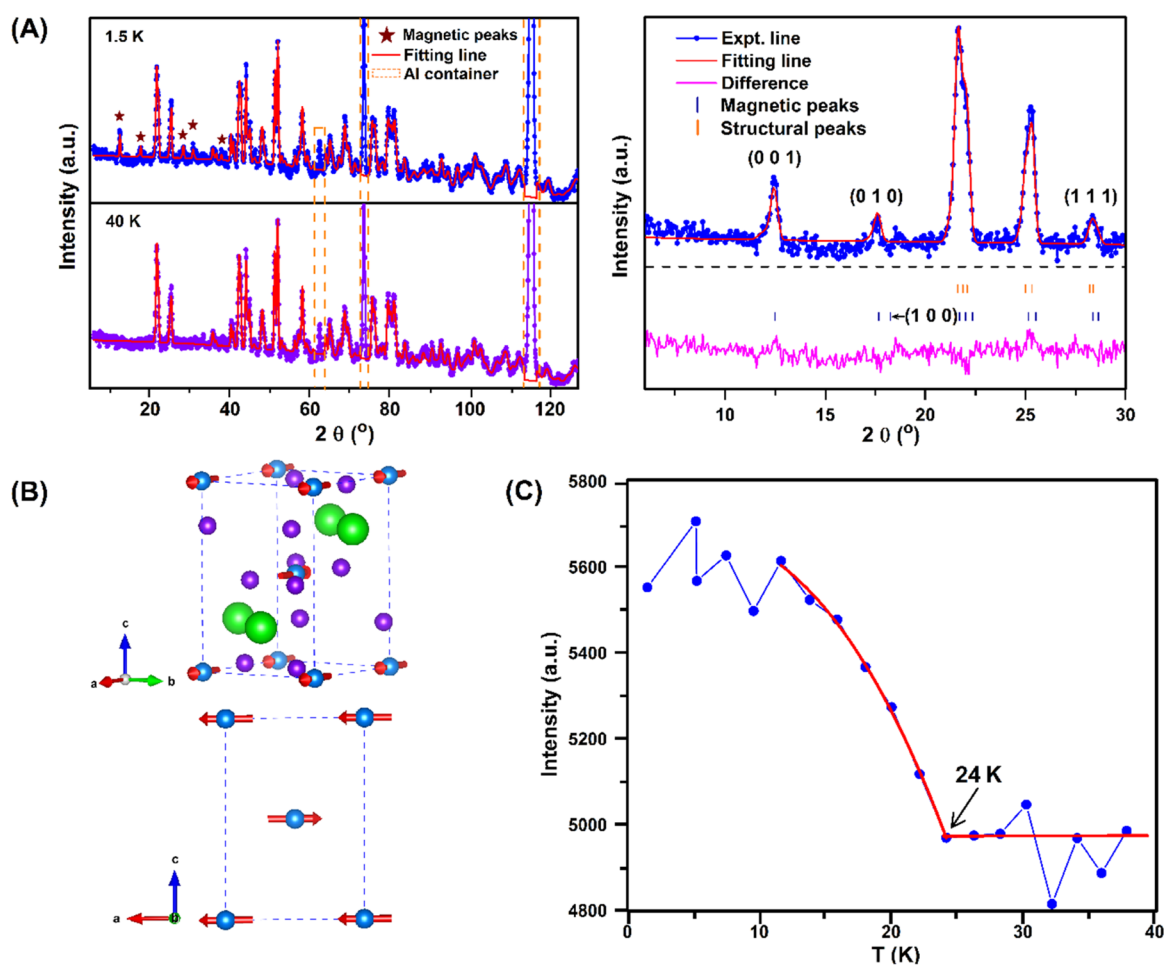 (A)
1.5 K
★ Magnetic peaks
Fitting line
Al container
40 K
Intensity (a.u.)
20 40 60 80 100 120
2 θ (°)
Expt. line
Fitting line
Difference
Magnetic peaks
Structural peaks
(0 0 1)
(0 1 0)
(1 1 1)
(1 0 0)
Intensity (a.u.)
10 15 20 25 30
2 θ (°)
(B)
c
a
b
c
a
(C)
5800
5600
5400
5200
5000
4800
Intensity (a.u.)
24 K
0 10 20 30 40
T (K)